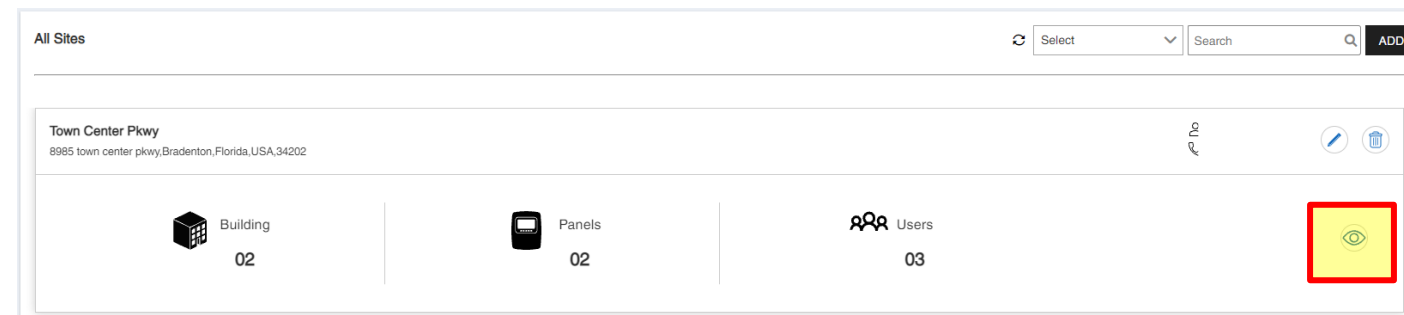 All Sites
Select
Search
ADD
Town Center Pkwy
8985 town center pkwy,Bradenton,Florida,USA,34202
Building
02
Panels
02
Users
03